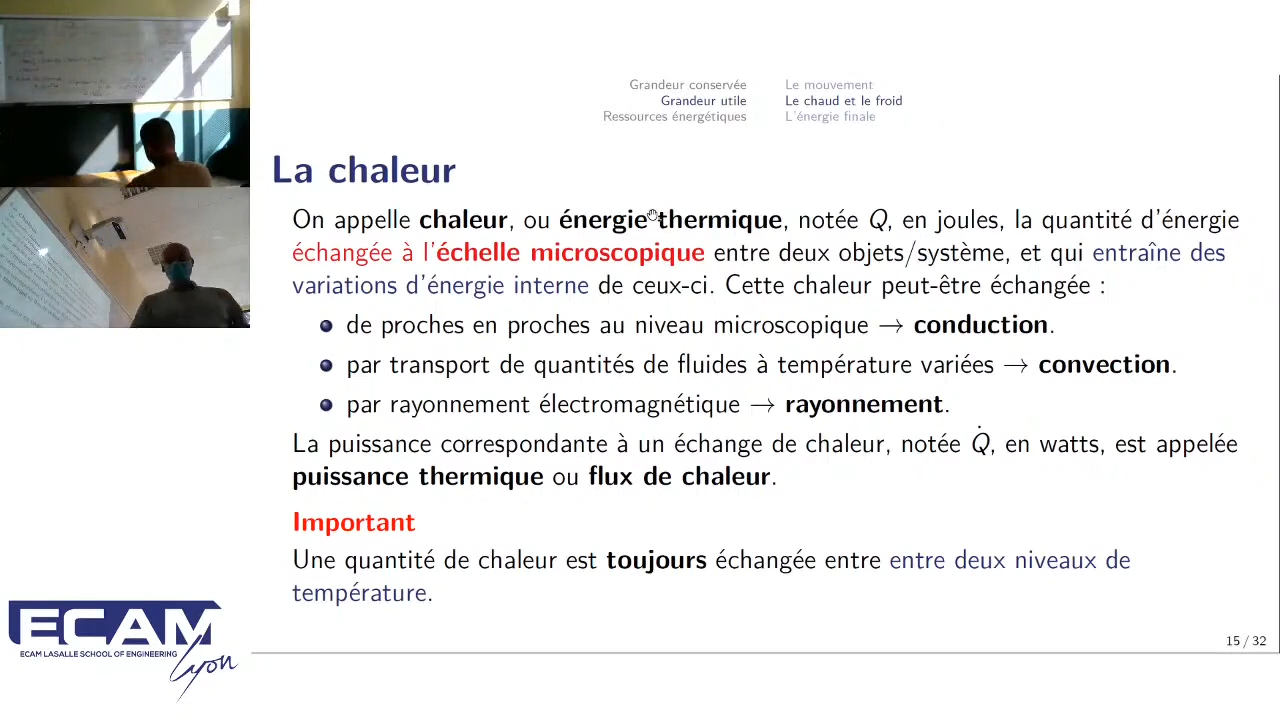 Grandeur conservée
Grandeur utile
Ressources énergétiques
Le mouvement
Le chaud et le froid
L'énergie finale
La chaleur
On appelle chaleur, ou énergie thermique, notée Q, en joules, la quantité d'énergie
échangée à l'échelle microscopique entre deux objets/système, et qui entraîne des
variations d'énergie interne de ceux-ci. Cette chaleur peut-être échangée :
de proches en proches au niveau microscopique → conduction.
par transport de quantités de fluides à température variées → convection.
par rayonnement électromagnétique → rayonnement.
La puissance correspondante à un échange de chaleur, notée Q̇, en watts, est appelée
puissance thermique ou flux de chaleur.
Important
Une quantité de chaleur est toujours échangée entre entre deux niveaux de
température.
15 / 32
ECAM
ECAM LASALLE SCHOOL OF ENGINEERING
Lyon